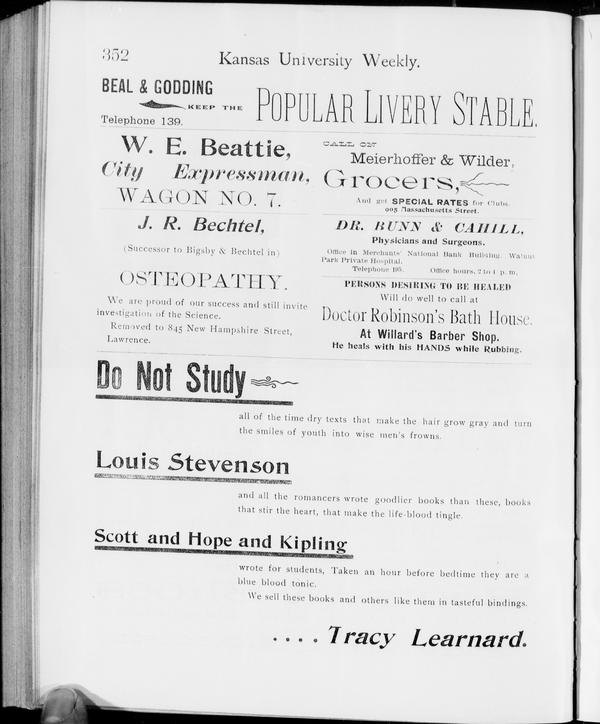 352
Kansas University Weekly.
BEAL & GODDING
KEEP THE
Telephone 139.
POPULAR LIVERY STABLE.
W. E. Beattie,
City Expressman,
WAGON NO. 7.
CALL ON
Meierhoffer & Wilder,
Grocers,
And get SPECIAL RATES for Clubs.
905 Massachusetts Street.
J. R. Bechtel,
(Successor to Bigsby & Bechtel in)
OSTEOPATHY.
We are proud of our success and still invite
investigation of the Science.
Removed to 845 New Hampshire Street,
Lawrence.
DR. BUNN & CAHILL,
Physicians and Surgeons.
Office in Merchants' National Bank Building. Walnut
Park Private Hospital.
Telephone 195. Office hours, 2 to 4 p. m.
PERSONS DESIRING TO BE HEALED
Will do well to call at
Doctor Robinson's Bath House.
At Willard's Barber Shop.
He heals with his HANDS while Rubbing.
Do Not Study
all of the time dry texts that make the hair grow gray and turn
the smiles of youth into wise men's frowns.
Louis Stevenson
and all the romancers wrote goodlier books than these, books
that stir the heart, that make the life-blood tingle.
Scott and Hope and Kipling
wrote for students, Taken an hour before bedtime they are a
blue blood tonic.
We sell these books and others like them in tasteful bindings.
....Tracy Learnard.